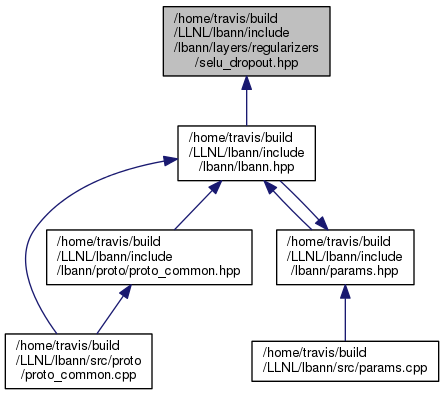 /home/travis/build
/LLNL/lbann/include
/lbann/layers/regularizers
/selu_dropout.hpp
/home/travis/build
/LLNL/lbann/include
/lbann/lbann.hpp
/home/travis/build
/LLNL/lbann/include
/lbann/proto/proto_common.hpp
/home/travis/build
/LLNL/lbann/include
/lbann/params.hpp
/home/travis/build
/LLNL/lbann/src/proto
/proto_common.cpp
/home/travis/build
/LLNL/lbann/src/params.cpp